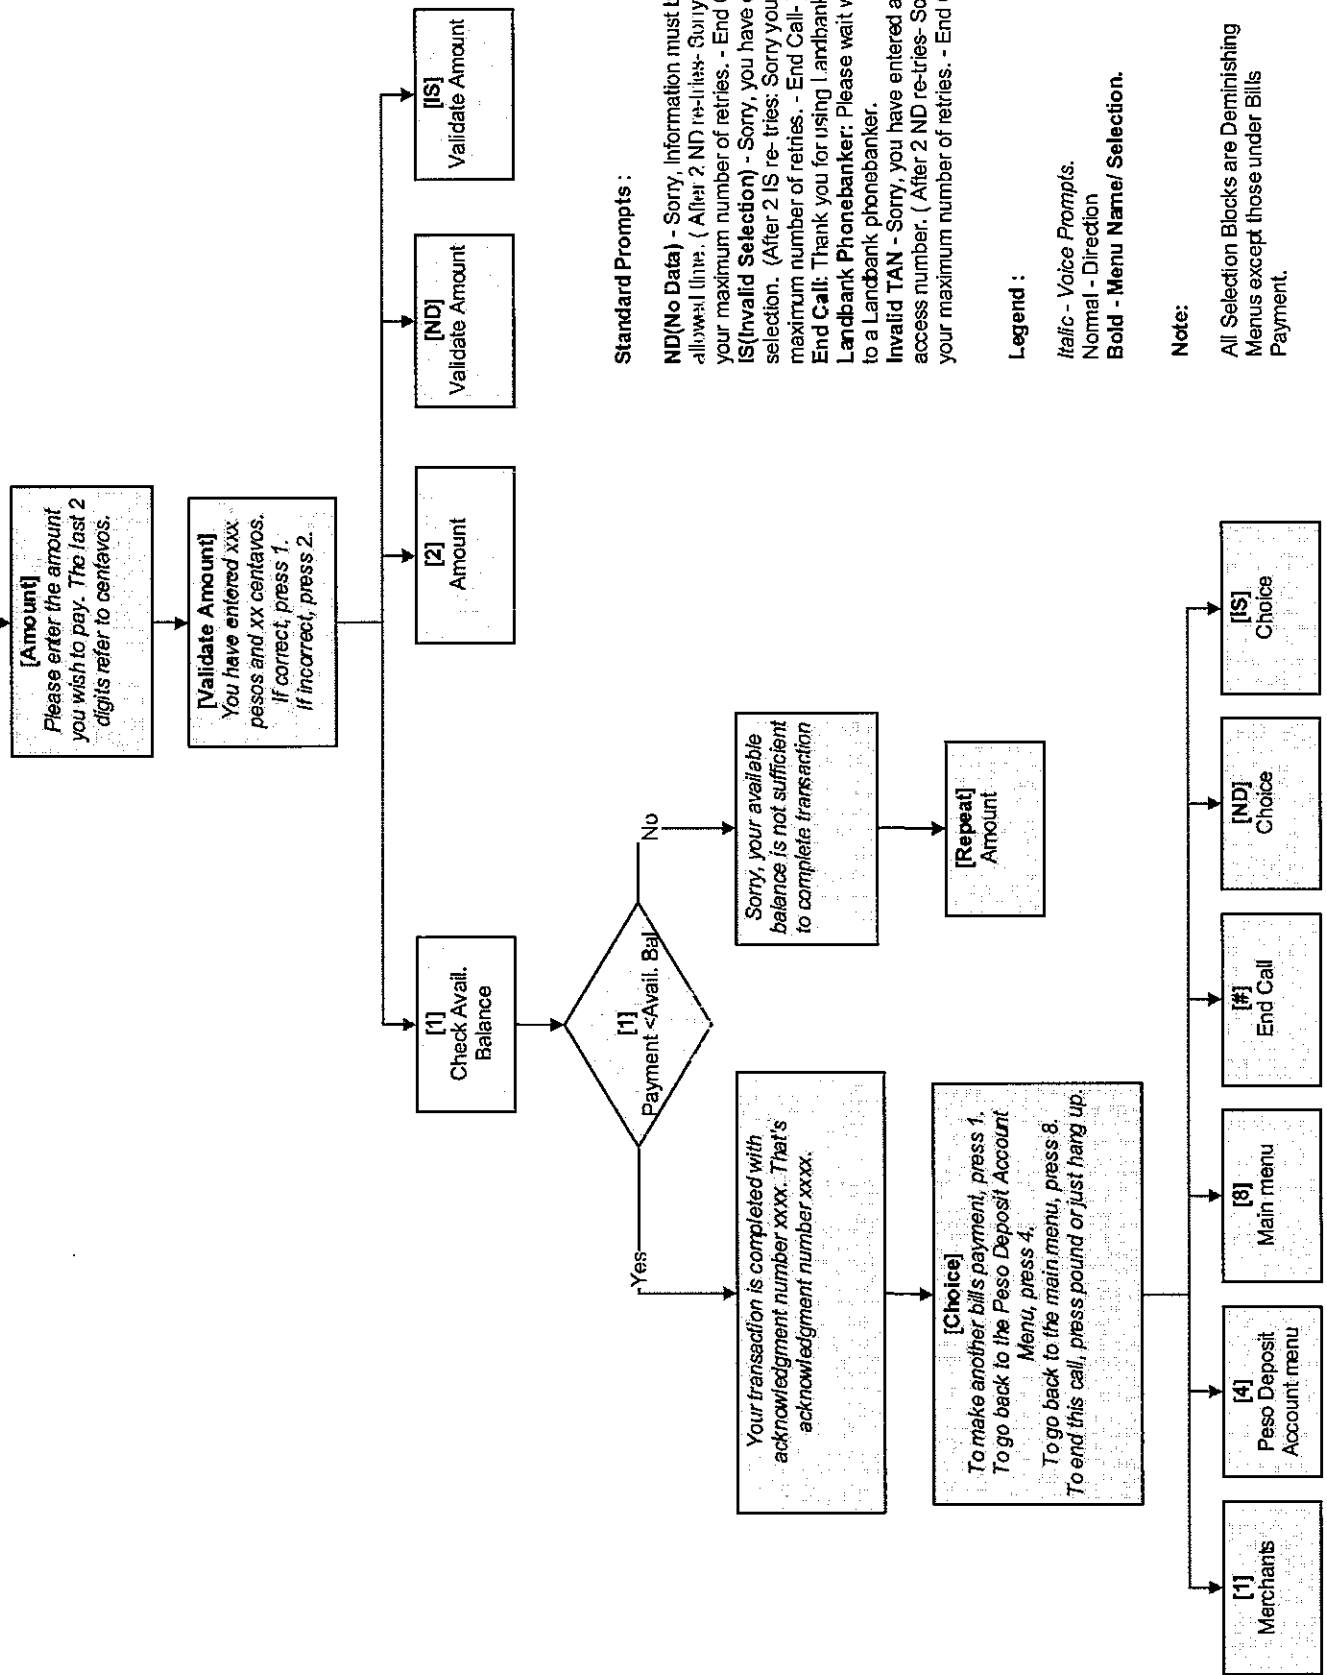 [Amount]
Please enter the amount
you wish to pay. The last 2
digits refer to centavos.
[Validate Amount]
You have entered xxx
pesos and xx centavos.
If correct, press 1.
If incorrect, press 2.
[1]
Check Avail.
Balance
[2]
Amount
[ND]
Validate Amount
[IS]
Validate Amount
[1]
Payment <Avail. Bal
Yes
No
Your transaction is completed with
acknowledgment number xxxx. That's
acknowledgment number xxxx.
Sorry, your available
balance is not sufficient
to complete transaction
[Repeat]
Amount
[Choice]
To make another bills payment, press 1.
To go back to the Peso Deposit Account
Menu, press 4.
To go back to the main menu, press 8.
To end this call, press pound or just hang up.
[1]
Merchants
[4]
Peso Deposit
Account menu
[8]
Main menu
[#]
End Call
[ND]
Choice
[IS]
Choice
Standard Prompts :
ND(No Data) - Sorry, Information must
allowed time. ( After 2 ND re-tries- Sorry
your maximum number of retries. - End
IS(Invalid Selection) - Sorry, you have
selection. (After 2 IS re- tries: Sorry you
maximum number of retries. - End Call-
End Call: Thank you for using Landbank
Landbank Phonebanker: Please wait
to a Landbank phonebanker.
Invalid TAN - Sorry, you have entered
access number. ( After 2 ND re-tries-
your maximum number of retries. - End
Legend :
Italic - Voice Prompts.
Normal - Direction
Bold - Menu Name/ Selection.
Note:
All Selection Blocks are Deminishing
Menus except those under Bills
Payment.